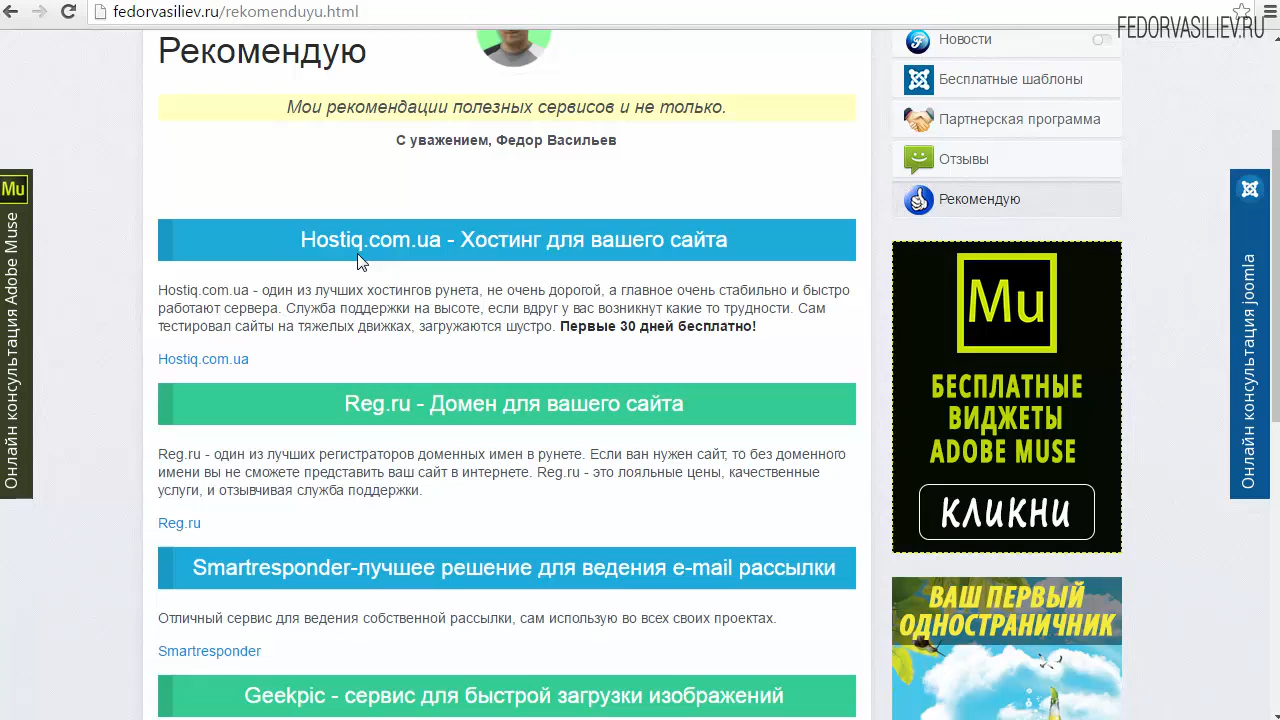 fedorvasiliev.ru/rekomenduyu.html
FEDORVASILIEV.RU
Рекомендую
Мои рекомендации полезных сервисов и не только.
С уважением, Федор Васильев
Hostiq.com.ua - Хостинг для вашего сайта
Hostiq.com.ua - один из лучших хостингов рунета, не очень дорогой, а главное очень стабильно и быстро
работают сервера. Служба поддержки на высоте, если вдруг у вас возникнут какие то трудности. Сам
тестировал сайты на тяжелых движках, загружаются шустро. Первые 30 дней бесплатно!
Hostiq.com.ua
Reg.ru - Домен для вашего сайта
Reg.ru - один из лучших регистраторов доменных имен в рунете. Если ван нужен сайт, то без доменного
имени вы не сможете представить ваш сайт в интернете. Reg.ru - это лояльные цены, качественные
услуги, и отзывчивая служба поддержки.
Reg.ru
Smartresponder-лучшее решение для ведения e-mail рассылки
Отличный сервис для ведения собственной рассылки, сам использую во всех своих проектах.
Smartresponder
Geekpic - сервис для быстрой загрузки изображений
Новости
Бесплатные шаблоны
Партнерская программа
Отзывы
Рекомендую
Mu
БЕСПЛАТНЫЕ
ВИДЖЕТЫ
ADOBE MUSE
КЛИКНИ
ВАШ ПЕРВЫЙ
ОДНОСТРАНИЧНИК
Mu
Онлайн консультация Adobe Muse
Онлайн консультация joomla